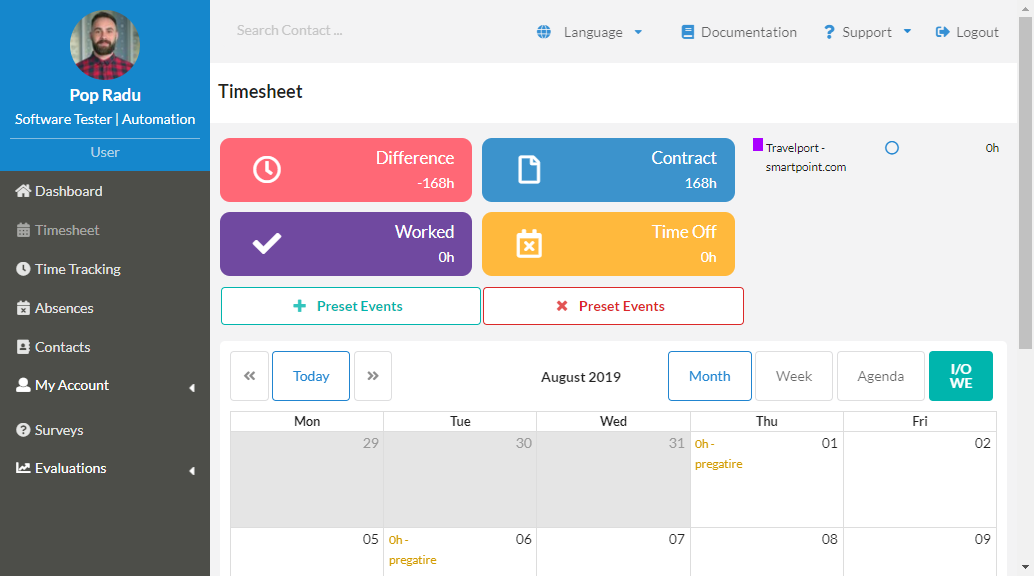 Pop Radu
Software Tester | Automation
User
Dashboard
Timesheet
Time Tracking
Absences
Contacts
My Account
Surveys
Evaluations
Search Contact ...
Language
Documentation
Support
Logout
Timesheet
Difference
-168h
Contract
168h
Worked
0h
Time Off
0h
Travelport -
smartpoint.com
0h
Preset Events
Preset Events
Today
August 2019
Month
Week
Agenda
I/O
WE
Mon Tue Wed Thu Fri
29 30 31 0h - 01 02
pregatire
05 0h - 06 07 08 09
pregatire